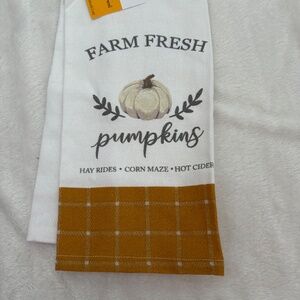 FARM FRESH
pumpkins
HAY RIDES • CORN MAZE • HOT CIDER